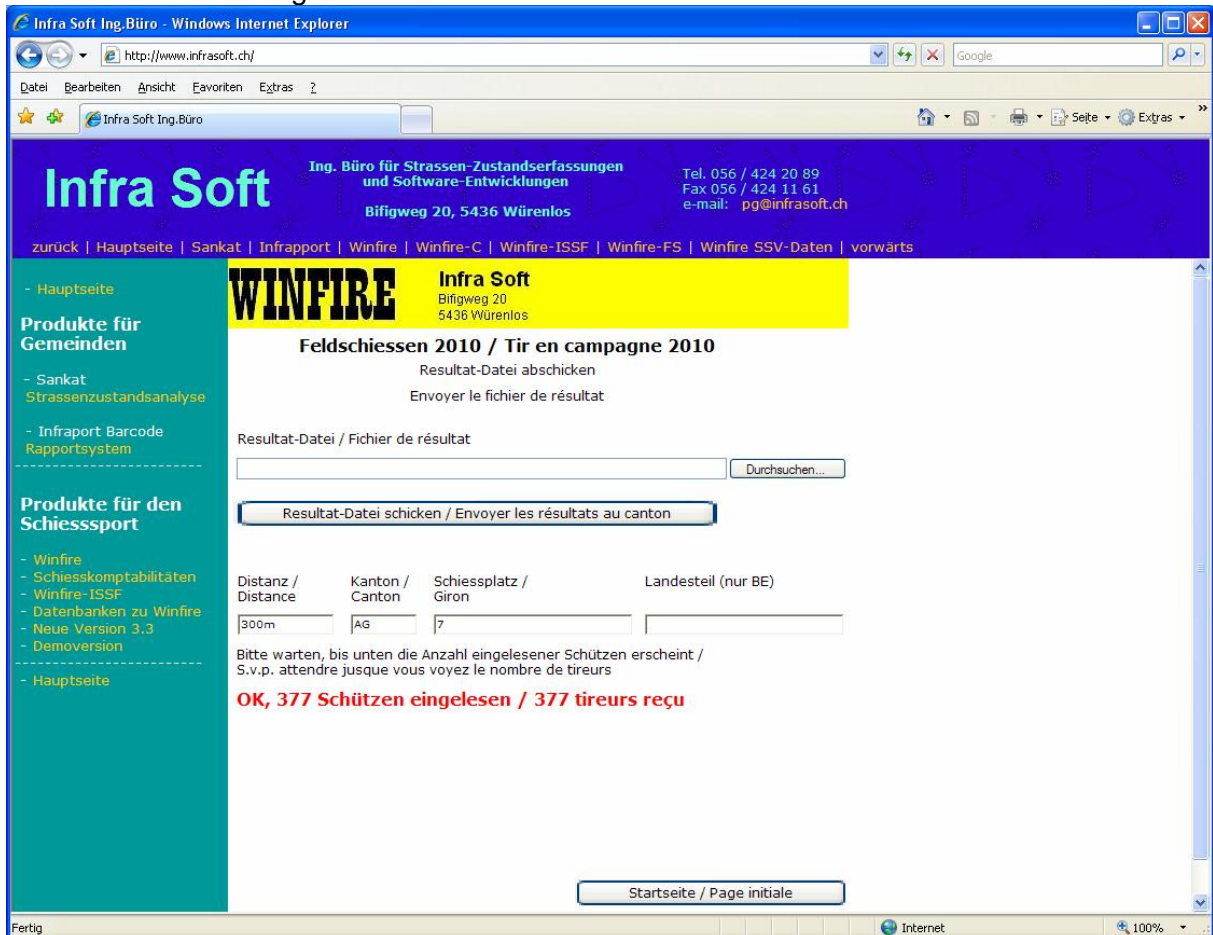 Infra Soft Ing.Büro - Windows Internet Explorer
http://www.infrasoft.ch/
Google
Datei Bearbeiten Ansicht Favoriten Extras ?
Infra Soft Ing.Büro
Seite Extras »
Infra Soft
Ing. Büro für Strassen-Zustandserfassungen
und Software-Entwicklungen
Bifigweg 20, 5436 Würenlos
Tel. 056 / 424 20 89
Fax 056 / 424 11 61
e-mail: pg@infrasoft.ch
zurück | Hauptseite | Sankat | Infrapport | Winfire | Winfire-C | Winfire-ISSF | Winfire-FS | Winfire SSV-Daten | vorwärts
- Hauptseite
Produkte für
Gemeinden
- Sankat
Strassenzustandsanalyse
- Infraport Barcode
Rapportsystem
------------------------
Produkte für den
Schiesssport
- Winfire
- Schiesskomptabilitäten
- Winfire-ISSF
- Datenbanken zu Winfire
- Neue Version 3.3
- Demoversion
------------------------
- Hauptseite
WINFIRE
Infra Soft
Bifigweg 20
5436 Würenlos
Feldschiessen 2010 / Tir en campagne 2010
Resultat-Datei abschicken
Envoyer le fichier de résultat
Resultat-Datei / Fichier de résultat
Durchsuchen...
Resultat-Datei schicken / Envoyer les résultats au canton
Distanz /
Distance
Kanton /
Canton
Schiessplatz /
Giron
Landesteil (nur BE)
300m
AG
7
Bitte warten, bis unten die Anzahl eingelesener Schützen erscheint /
S.v.p. attendre jusque vous voyez le nombre de tireurs
OK, 377 Schützen eingelesen / 377 tireurs reçu
Startseite / Page initiale
Fertig
Internet
100%